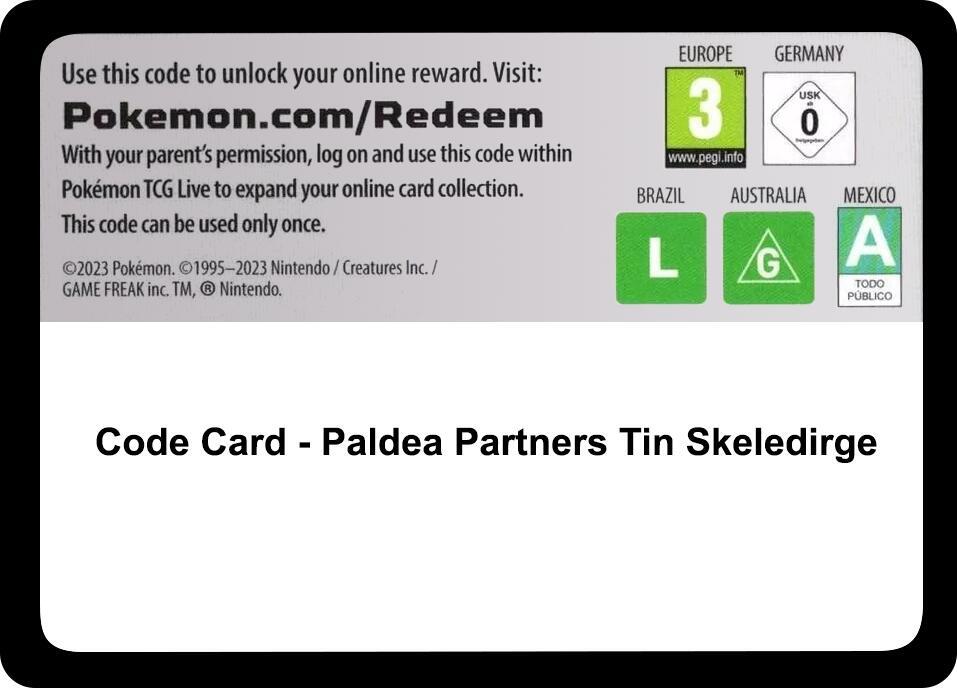 Use this code to unlock your online reward. Visit:
Pokemon.com/Redeem
With your parent's permission, log on and use this code within
Pokémon TCG Live to expand your online card collection.
This code can be used only once.
©2023 Pokémon. ©1995–2023 Nintendo / Creatures Inc. /
GAME FREAK inc. TM, ® Nintendo.
EUROPE
3
TM
www.pegi.info
GERMANY
USK
ab
0
freigegeben
BRAZIL
L
AUSTRALIA
G
MEXICO
A
TODO
PÚBLICO
Code Card - Paldea Partners Tin Skeledirge